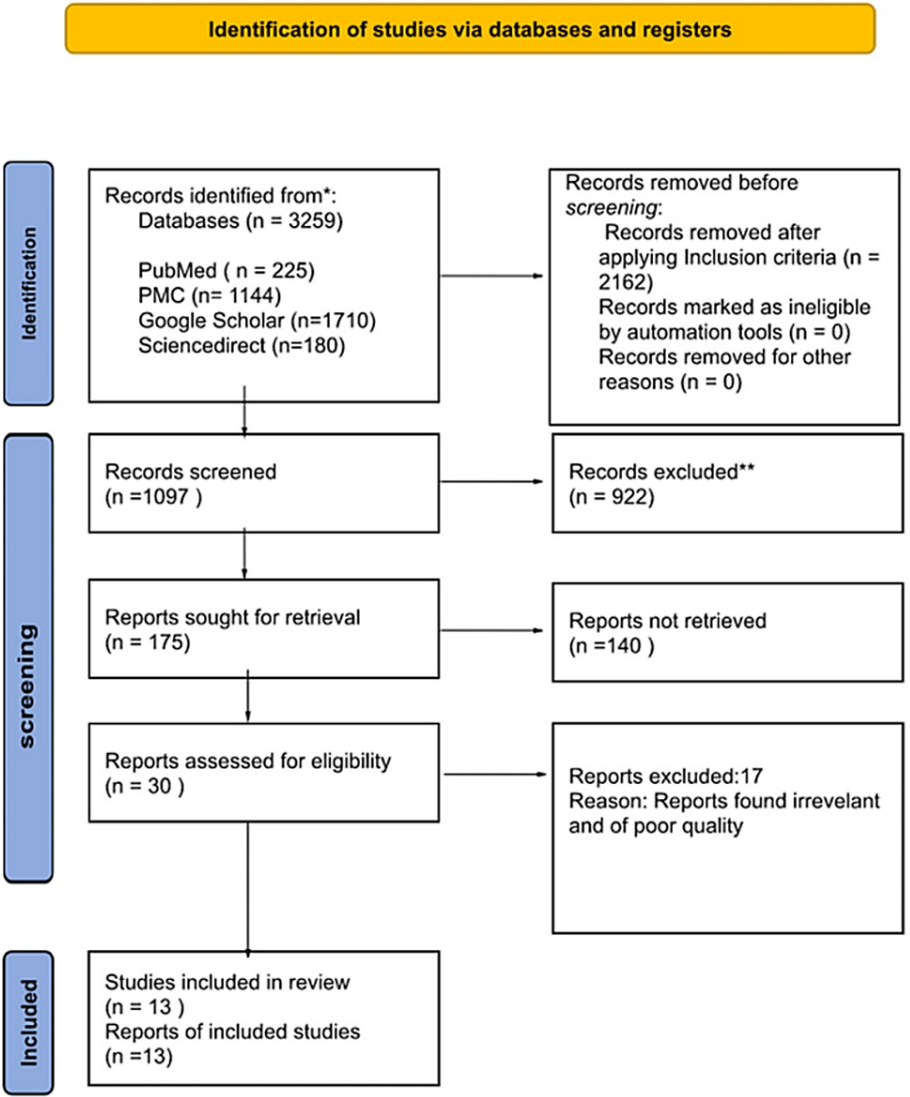 Identification of studies via databases and registers
Identification
Records identified from*:
Databases (n = 3259)
PubMed ( n = 225)
PMC (n= 1144)
Google Scholar (n=1710)
Sciencedirect (n=180)
Records removed before
screening:
Records removed after
applying Inclusion criteria (n =
2162)
Records marked as ineligible
by automation tools (n = 0)
Records removed for other
reasons (n = 0)
screening
Records screened
(n =1097 )
Records excluded**
(n = 922)
Reports sought for retrieval
(n = 175)
Reports not retrieved
(n =140 )
Reports assessed for eligibility
(n = 30 )
Reports excluded:17
Reason: Reports found irrevelant
and of poor quality
Included
Studies included in review
(n = 13 )
Reports of included studies
(n =13)